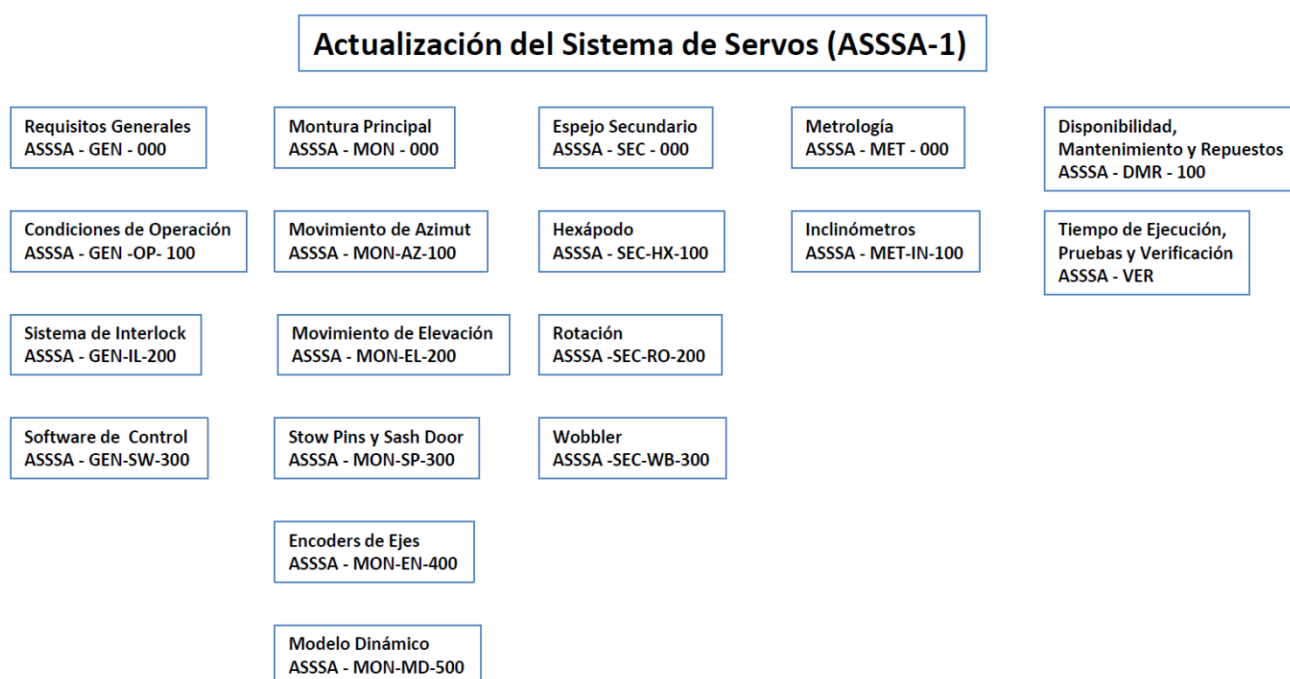 Actualización del Sistema de Servos (ASSSA-1)
Requisitos Generales
ASSSA - GEN - 000
Condiciones de Operación
ASSSA - GEN -OP- 100
Sistema de Interlock
ASSSA - GEN-IL-200
Software de Control
ASSSA - GEN-SW-300
Montura Principal
ASSSA - MON - 000
Movimiento de Azimut
ASSSA - MON-AZ-100
Movimiento de Elevación
ASSSA - MON-EL-200
Stow Pins y Sash Door
ASSSA - MON-SP-300
Encoders de Ejes
ASSSA - MON-EN-400
Modelo Dinámico
ASSSA - MON-MD-500
Espejo Secundario
ASSSA - SEC - 000
Hexápodo
ASSSA - SEC-HX-100
Rotación
ASSSA -SEC-RO-200
Wobbler
ASSSA -SEC-WB-300
Metrología
ASSSA - MET - 000
Inclinómetros
ASSSA - MET-IN-100
Disponibilidad,
Mantenimiento y Repuestos
ASSSA - DMR - 100
Tiempo de Ejecución,
Pruebas y Verificación
ASSSA - VER